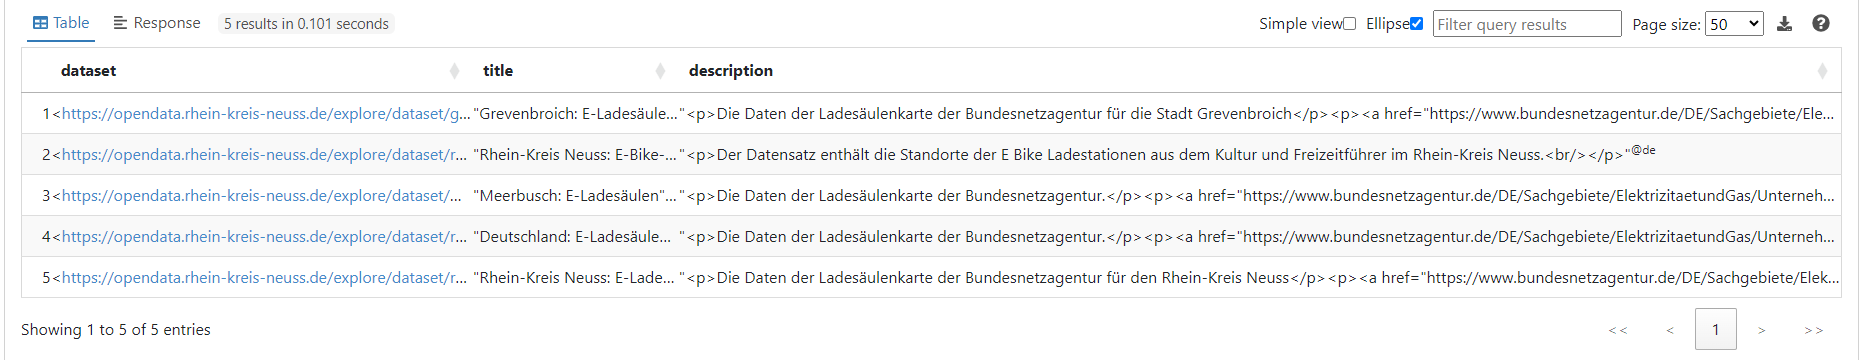 Table Response 5 results in 0.101 seconds Simple view Ellipse Filter query results Page size: 50
dataset title description
1 <https://opendata.rhein-kreis-neuss.de/explore/dataset/g... "Grevenbroich: E-Ladesäule... "<p>Die Daten der Ladesäulenkarte der Bundesnetzagentur für die Stadt Grevenbroich</p><p><a href="https://www.bundesnetzagentur.de/DE/Sachgebiete/Ele...
2 <https://opendata.rhein-kreis-neuss.de/explore/dataset/r... "Rhein-Kreis Neuss: E-Bike-... "<p>Der Datensatz enthält die Standorte der E Bike Ladestationen aus dem Kultur und Freizeitführer im Rhein-Kreis Neuss.<br/></p>"@de
3 <https://opendata.rhein-kreis-neuss.de/explore/dataset/... "Meerbusch: E-Ladesäulen"... "<p>Die Daten der Ladesäulenkarte der Bundesnetzagentur.</p><p><a href="https://www.bundesnetzagentur.de/DE/Sachgebiete/ElektrizitaetundGas/Unterneh...
4 <https://opendata.rhein-kreis-neuss.de/explore/dataset/r... "Deutschland: E-Ladesäule... "<p>Die Daten der Ladesäulenkarte der Bundesnetzagentur.</p><p><a href="https://www.bundesnetzagentur.de/DE/Sachgebiete/ElektrizitaetundGas/Unterneh...
5 <https://opendata.rhein-kreis-neuss.de/explore/dataset/r... "Rhein-Kreis Neuss: E-Lade... "<p>Die Daten der Ladesäulenkarte der Bundesnetzagentur für den Rhein-Kreis Neuss</p><p><a href="https://www.bundesnetzagentur.de/DE/Sachgebiete/Elek...
Showing 1 to 5 of 5 entries << < 1 > >>